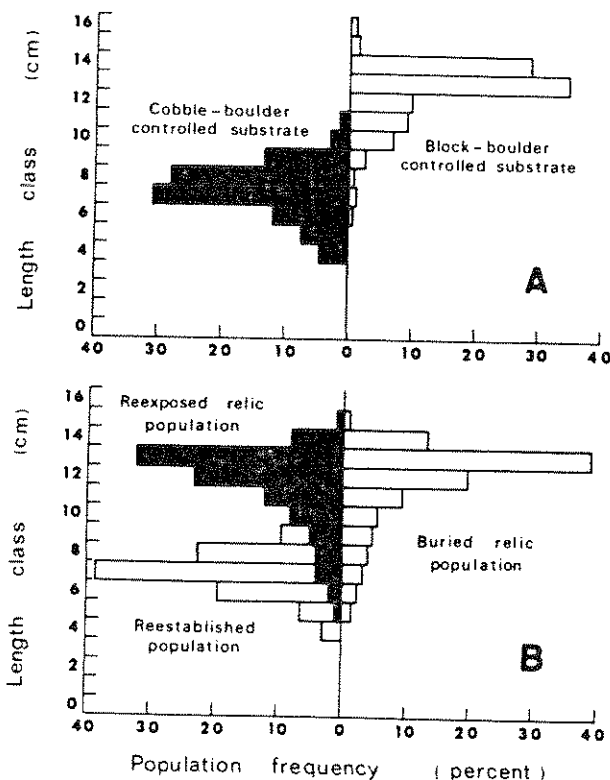 16
14
12
10
8
6
4
2
0
Length class (cm)
Cobble-boulder
controlled substrate
Block-boulder
controlled substrate
A
40 30 20 10 0 10 20 30 40
16
14
12
10
8
6
4
2
0
Length class (cm)
Reexposed relic
population
Buried relic
population
Reestablished
population
B
40 30 20 10 0 10 20 30 40
Population frequency (percent)